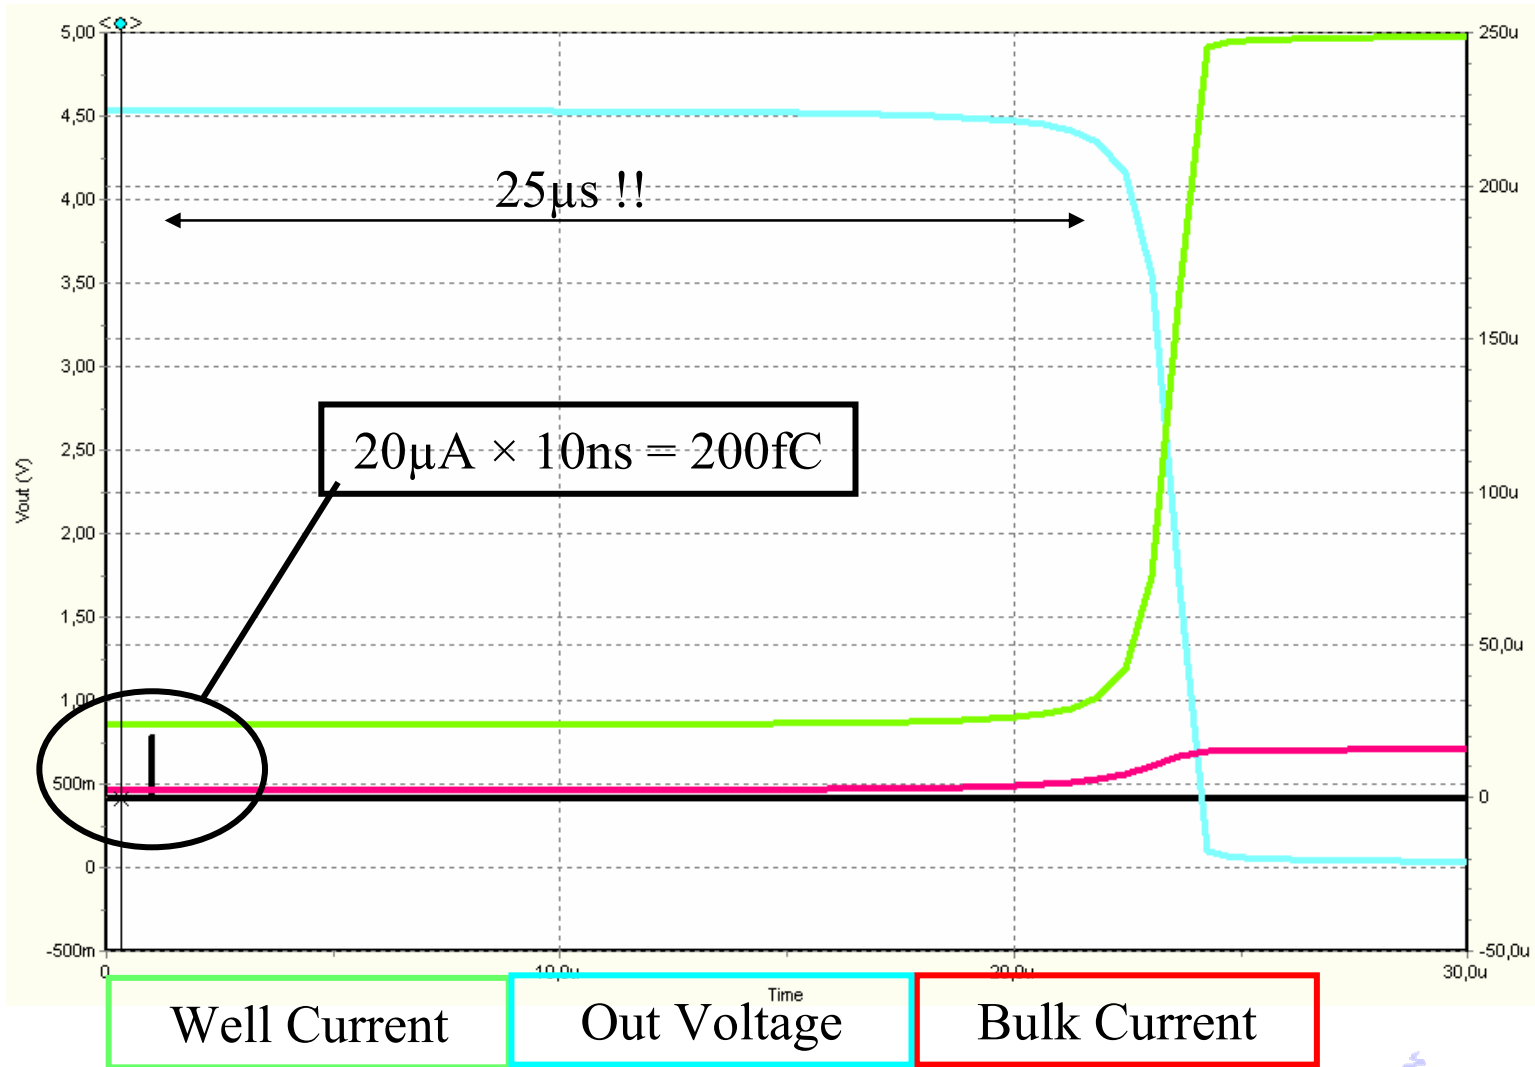 <>
5,00
250u
4,50
25µs !!
200u
4,00
3,50
150u
3,00
20µA × 10ns = 200fC
2,50
Vout (V)
100u
2,00
1,50
50,0u
1,00
500m
0
0
-500m
-50,0u
0
10,0u
20,0u
30,0u
Time
Well Current
Out Voltage
Bulk Current